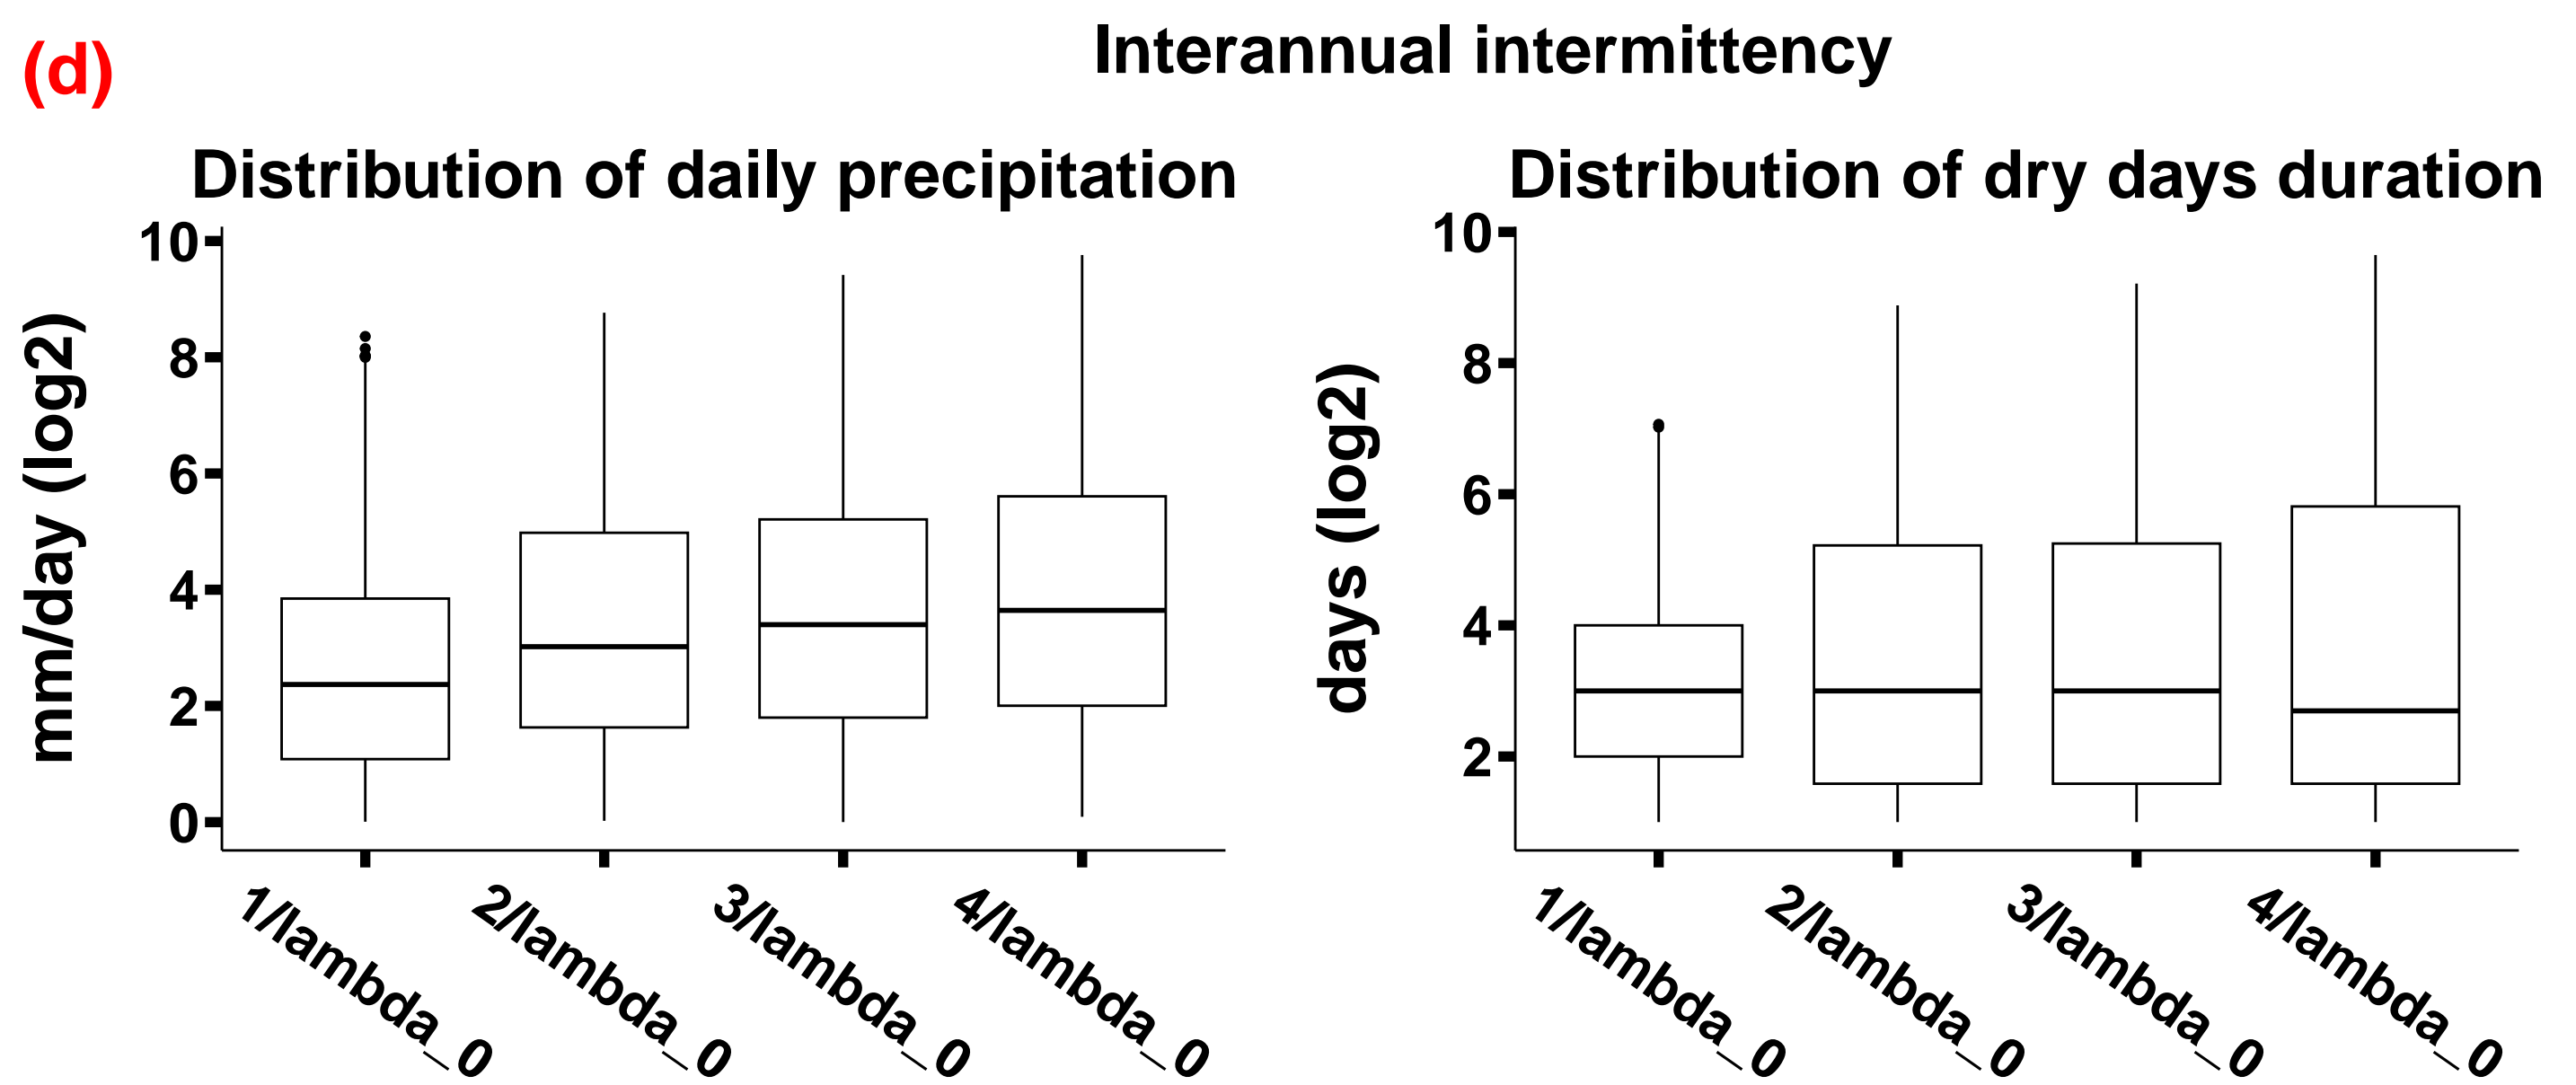 (d)
Interannual intermittency
Distribution of daily precipitation
mm/day (log2)
10
8
6
4
2
0
1/lambda_0
2/lambda_0
3/lambda_0
4/lambda_0
Distribution of dry days duration
days (log2)
10
8
6
4
2
1/lambda_0
2/lambda_0
3/lambda_0
4/lambda_0